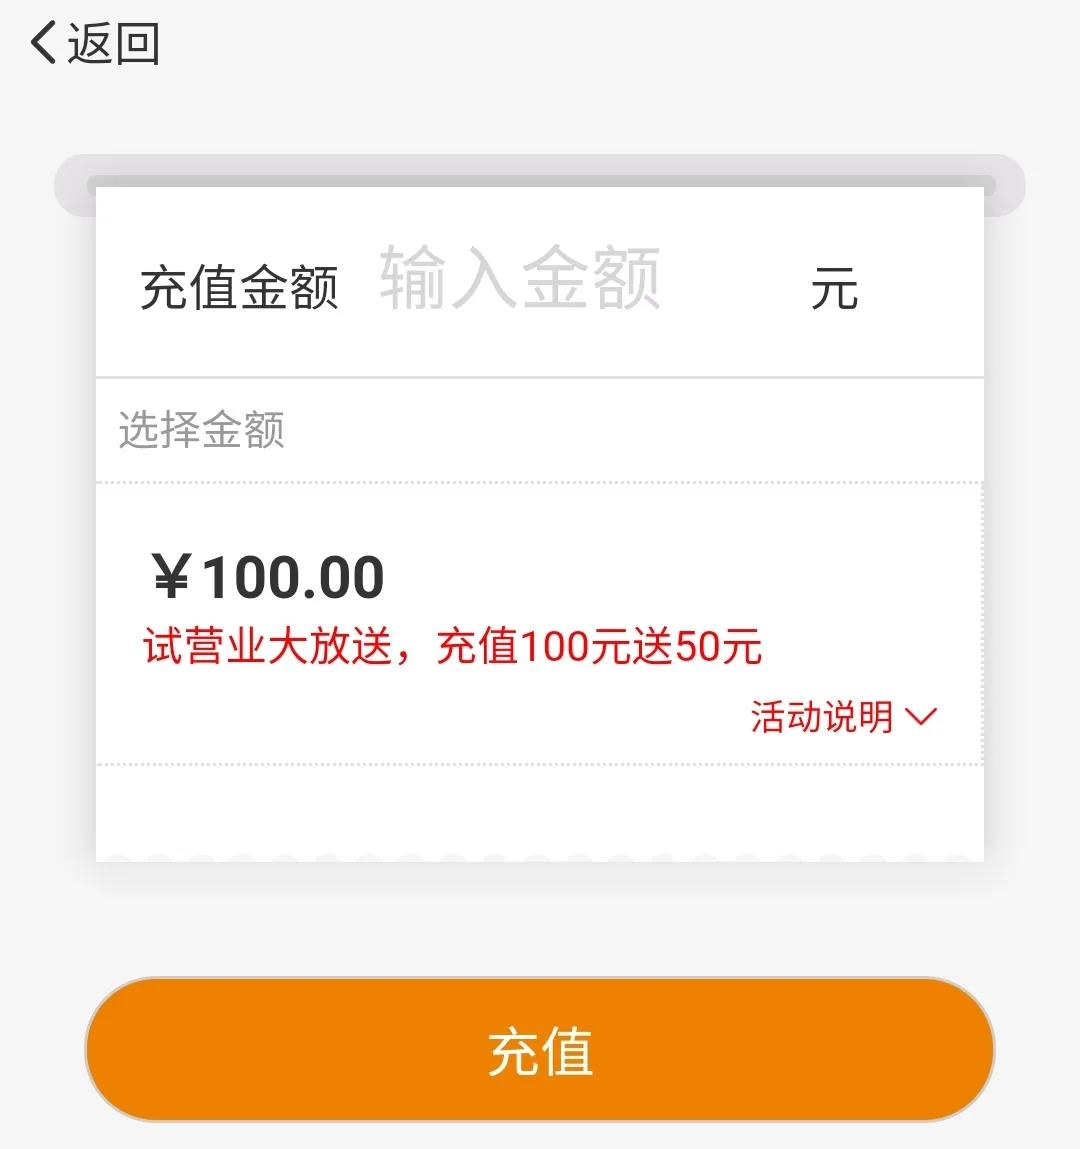 返回
充值金额 输入金额 元
选择金额
￥100.00
试营业大放送，充值100元送50元
活动说明
充值